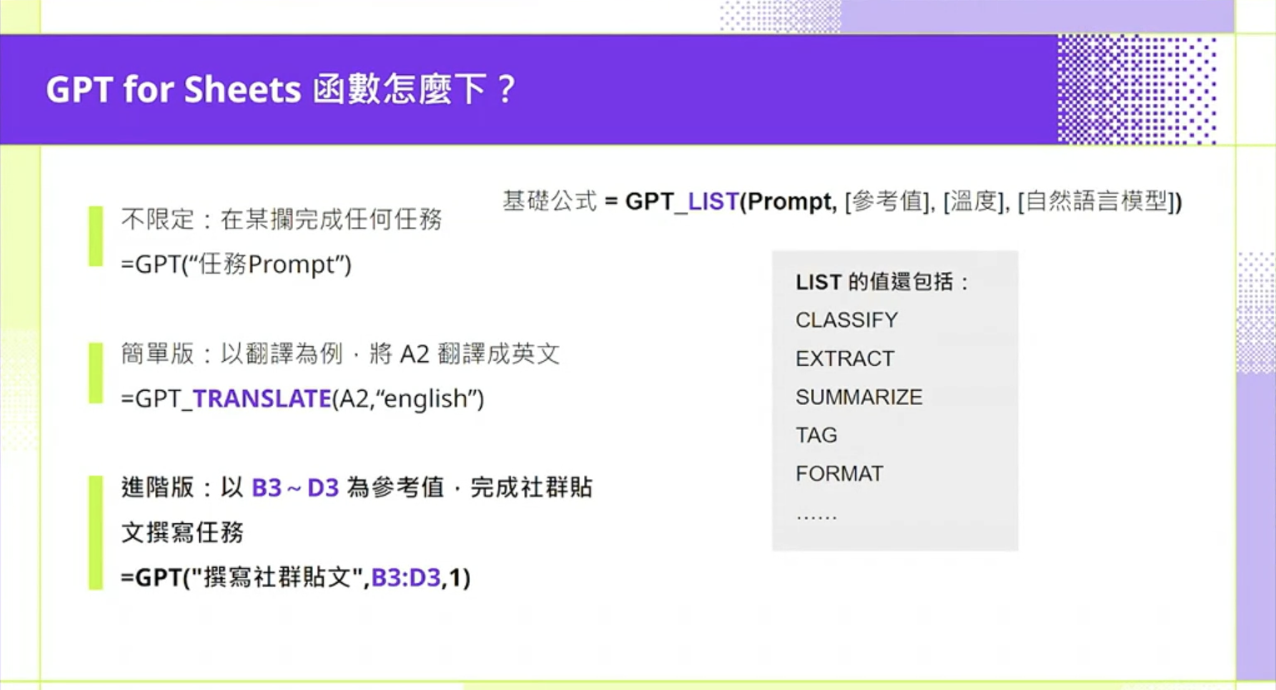 GPT for Sheets 函數怎麼下？
基礎公式 = GPT_LIST(Prompt, [參考值], [溫度], [自然語言模型])
不限定：在某攔完成任何任務
=GPT(“任務Prompt”)
簡單版：以翻譯為例，將 A2 翻譯成英文
=GPT_TRANSLATE(A2,“english”)
進階版：以 B3～D3 為參考值，完成社群貼
文撰寫任務
=GPT("撰寫社群貼文",B3:D3,1)
LIST 的值還包括：
CLASSIFY
EXTRACT
SUMMARIZE
TAG
FORMAT
......